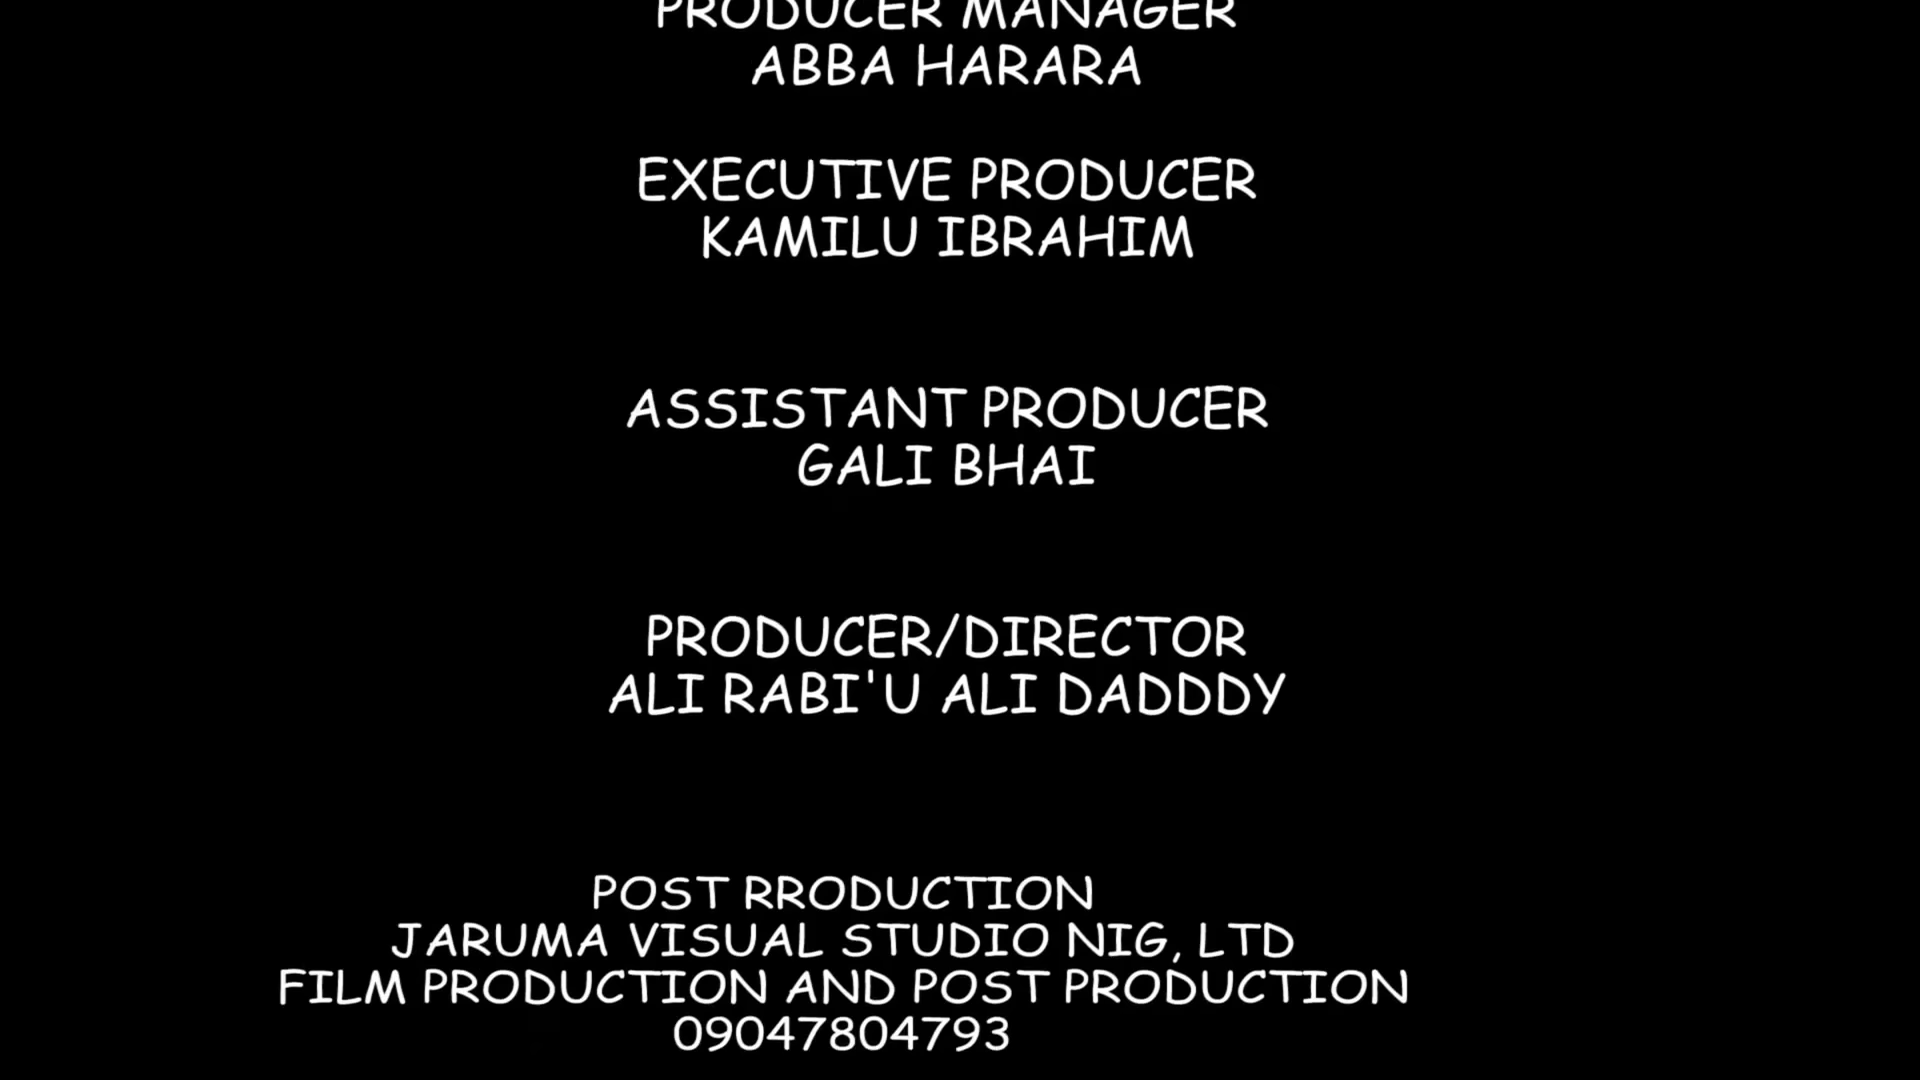 PRODUCER MANAGER
ABBA HARARA
EXECUTIVE PRODUCER
KAMILU IBRAHIM
ASSISTANT PRODUCER
GALI BHAI
PRODUCER/DIRECTOR
ALI RABI'U ALI DADDDY
POST RRODUCTION
JARUMA VISUAL STUDIO NIG, LTD
FILM PRODUCTION AND POST PRODUCTION
09047804793